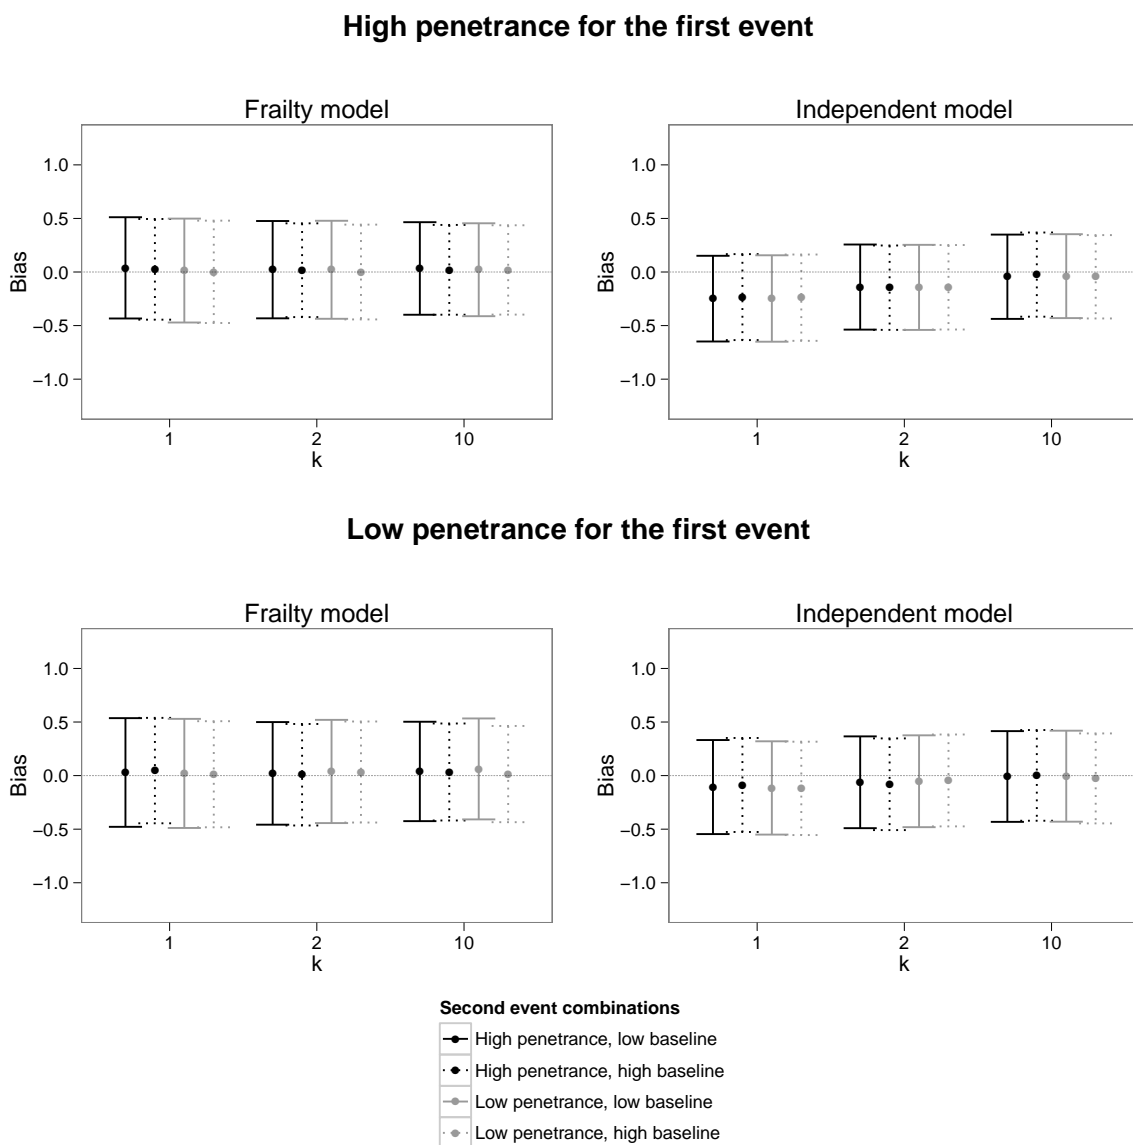 High penetrance for the first event
Frailty model
Independent model
Bias
1.0
0.5
0.0
−0.5
−1.0
1
2
10
k
Bias
1.0
0.5
0.0
−0.5
−1.0
1
2
10
k
Low penetrance for the first event
Frailty model
Independent model
Bias
1.0
0.5
0.0
−0.5
−1.0
1
2
10
k
Bias
1.0
0.5
0.0
−0.5
−1.0
1
2
10
k
Second event combinations
High penetrance, low baseline
High penetrance, high baseline
Low penetrance, low baseline
Low penetrance, high baseline